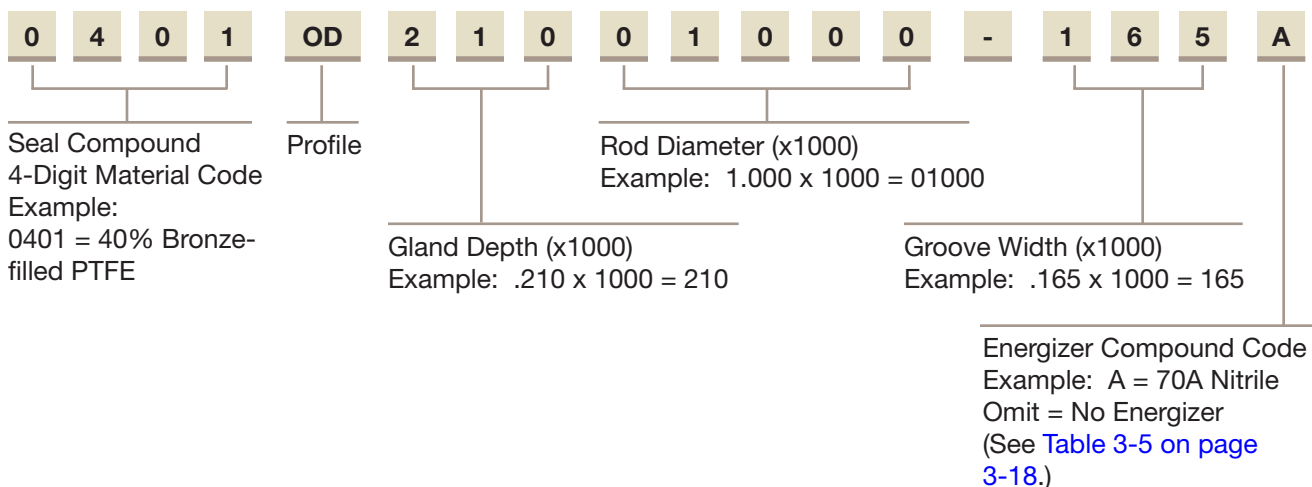 0 4 0 1 OD 2 1 0 0 1 0 0 0 - 1 6 5 A
Seal Compound
4-Digit Material Code
Example:
0401 = 40% Bronze-
filled PTFE
Profile
Gland Depth (x1000)
Example: .210 x 1000 = 210
Rod Diameter (x1000)
Example: 1.000 x 1000 = 01000
Groove Width (x1000)
Example: .165 x 1000 = 165
Energizer Compound Code
Example: A = 70A Nitrile
Omit = No Energizer
(See Table 3-5 on page
3-18.)